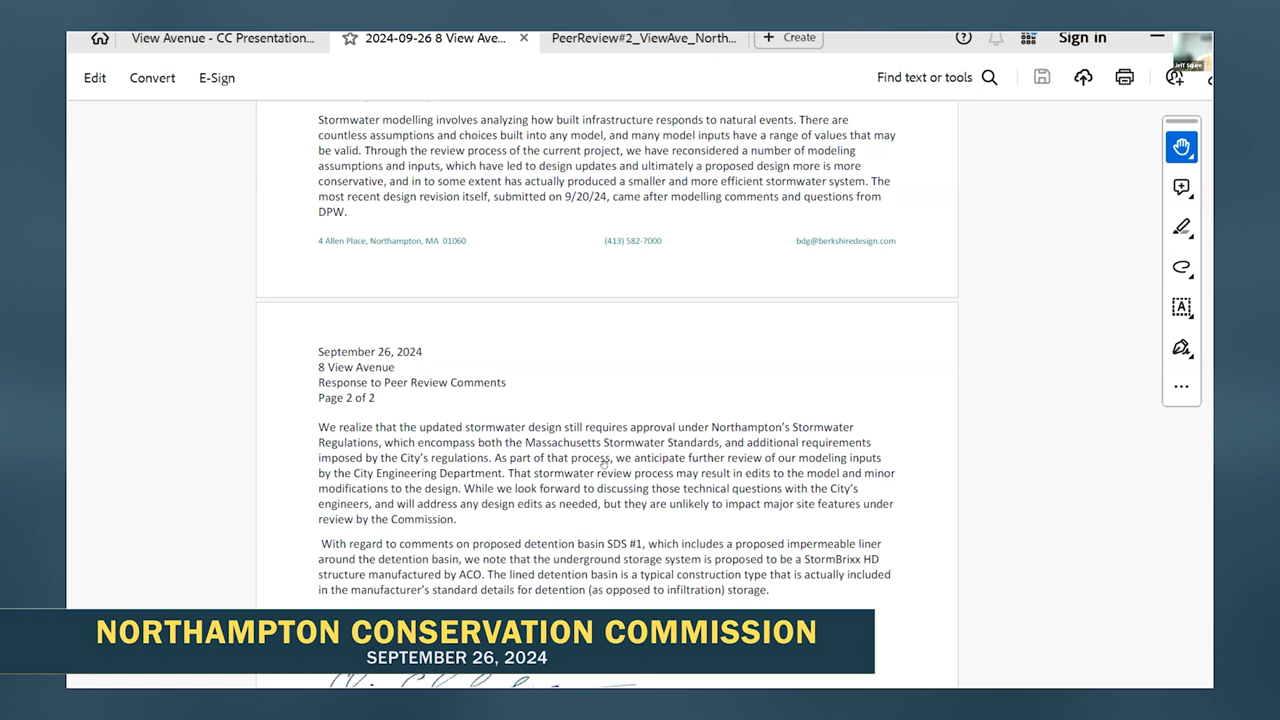 View Avenue - CC Presentation...
2024-09-26 8 View Ave...
PeerReview#2_ViewAve_North...
+ Create
Sign in
Jeff Squire
Edit
Convert
E-Sign
Find text or tools
Stormwater modelling involves analyzing how built infrastructure responds to natural events. There are
countless assumptions and choices built into any model, and many model inputs have a range of values that may
be valid. Through the review process of the current project, we have reconsidered a number of modeling
assumptions and inputs, which have led to design updates and ultimately a proposed design more is more
conservative, and in to some extent has actually produced a smaller and more efficient stormwater system. The
most recent design revision itself, submitted on 9/20/24, came after modelling comments and questions from
DPW.
4 Allen Place, Northampton, MA 01060
(413) 582-7000
bdg@berkshiredesign.com
September 26, 2024
8 View Avenue
Response to Peer Review Comments
Page 2 of 2
We realize that the updated stormwater design still requires approval under Northampton's Stormwater
Regulations, which encompass both the Massachusetts Stormwater Standards, and additional requirements
imposed by the City's regulations. As part of that process, we anticipate further review of our modeling inputs
by the City Engineering Department. That stormwater review process may result in edits to the model and minor
modifications to the design. While we look forward to discussing those technical questions with the City's
engineers, and will address any design edits as needed, but they are unlikely to impact major site features under
review by the Commission.
With regard to comments on proposed detention basin SDS #1, which includes a proposed impermeable liner
around the detention basin, we note that the underground storage system is proposed to be a StormBrixx HD
structure manufactured by ACO. The lined detention basin is a typical construction type that is actually included
in the manufacturer's standard details for detention (as opposed to infiltration) storage.
NORTHAMPTON CONSERVATION COMMISSION
SEPTEMBER 26, 2024